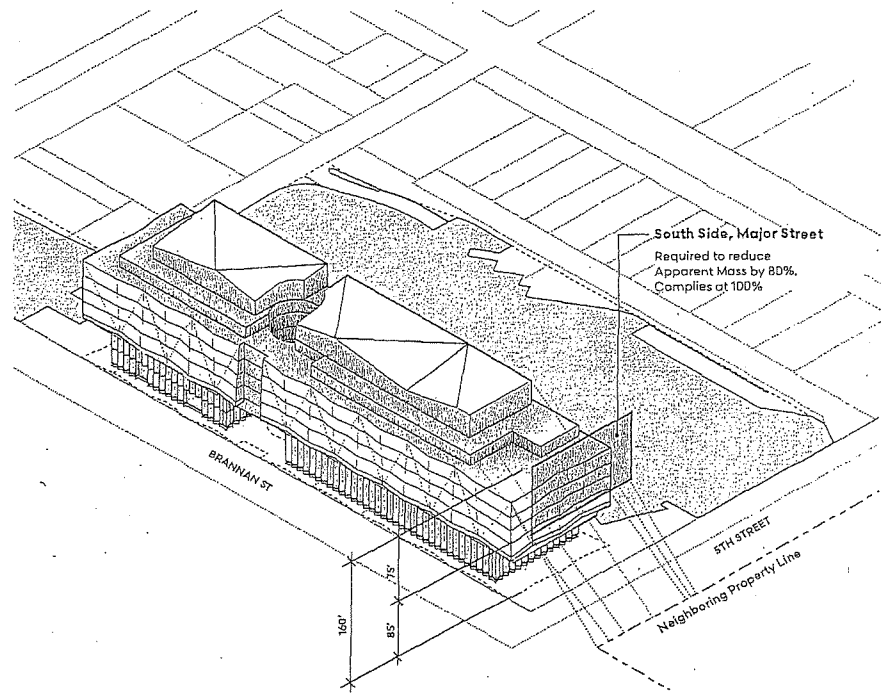 South Side, Major Street
Required to reduce
Apparent Mass by 80%.
Complies at 100%
BRANNAN ST
5TH STREET
Neighboring Property Line
160'
75'
85'